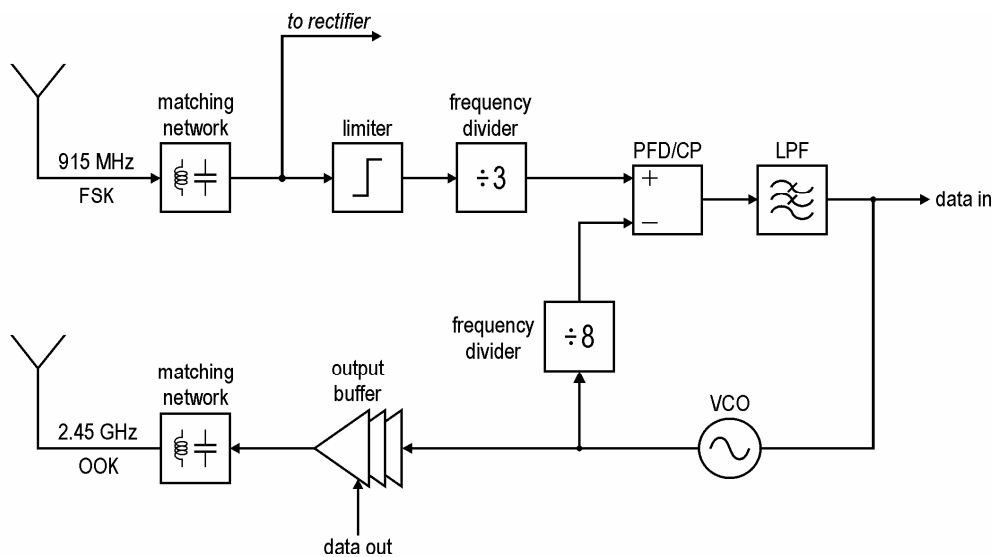 to rectifier
matching
network
limiter
frequency
divider
PFD/CP
LPF
915 MHz
FSK
÷3
+
−
data in
frequency
divider
÷8
matching
network
output
buffer
VCO
2.45 GHz
OOK
data out